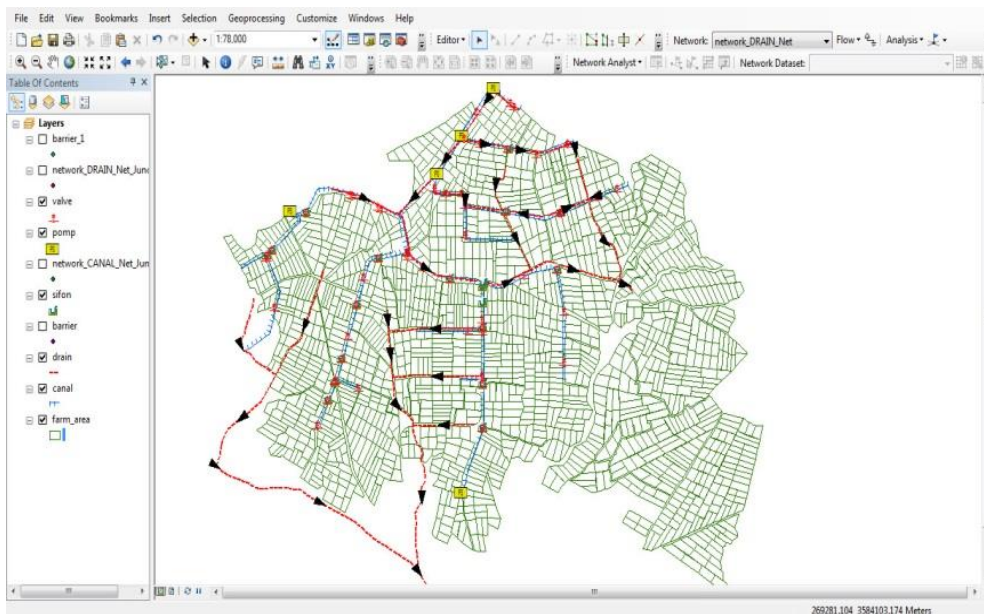 File Edit View Bookmarks Insert Selection Geoprocessing Customize Windows Help
1:78,000 Editor Network: network_DRAIN_Net Flow Analysis
Network Analyst Network Dataset:
Table Of Contents
Layers
barrier_1
network_DRAIN_Net_Junc
valve
pomp
network_CANAL_Net_Jun
sifon
barrier
drain
canal
farm_area
269281.104 3584103.174 Meters